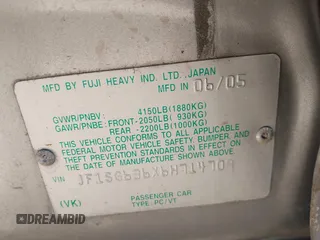 MFD BY FUJI HEAVY IND. LTD., JAPAN
MFD IN 06/05
GVWR/PNBV: 4150LB(1880KG)
GAWR/PNBE: FRONT-2050LB( 930KG)
REAR -2200LB(1000KG)
THIS VEHICLE CONFORMS TO ALL APPLICABLE
FEDERAL MOTOR VEHICLE SAFETY, BUMPER,
AND THEFT PREVENTION STANDARDS IN EFFECT ON
THE DATE OF MANUFACTURE SHOWN ABOVE.
VIN
JF1SG636X6H714709
PASSENGER CAR
(VK) TYPE:PC/VT
DREAMBID